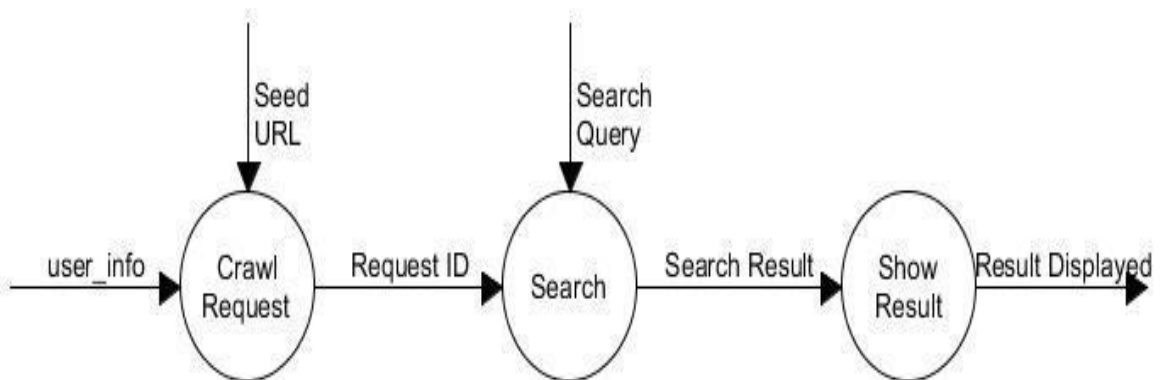 Seed
URL
Search
Query
user_info
Crawl
Request
Request ID
Search
Search Result
Show
Result
Result Displayed